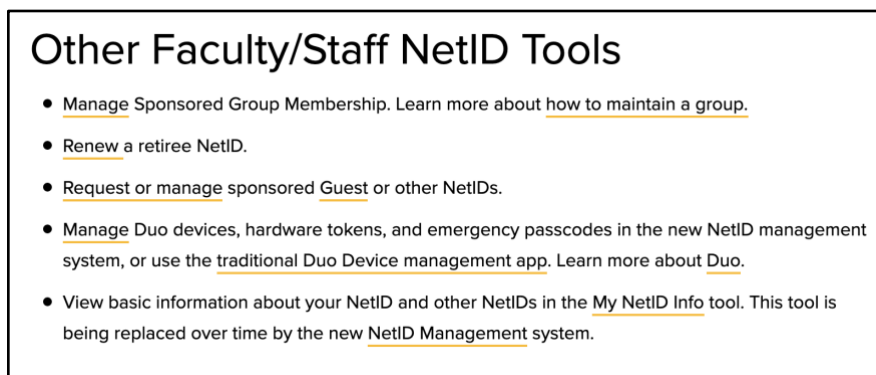 Other Faculty/Staff NetID Tools
• Manage Sponsored Group Membership. Learn more about how to maintain a group.
• Renew a retiree NetID.
• Request or manage sponsored Guest or other NetIDs.
• Manage Duo devices, hardware tokens, and emergency passcodes in the new NetID management
system, or use the traditional Duo Device management app. Learn more about Duo.
• View basic information about your NetID and other NetIDs in the My NetID Info tool. This tool is
being replaced over time by the new NetID Management system.